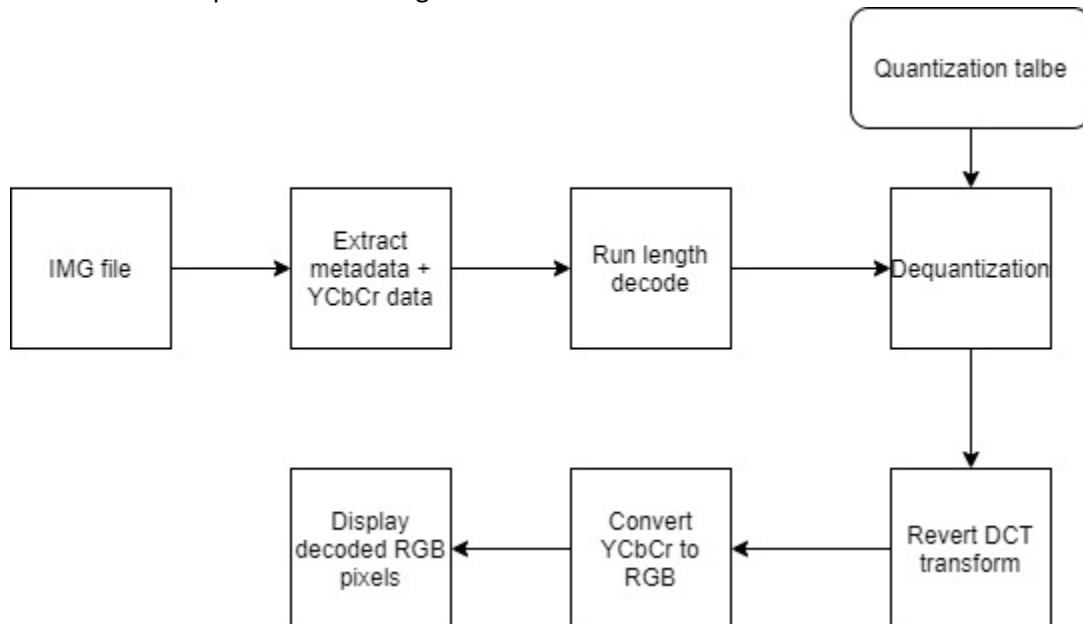 Quantization talbe
IMG file
Extract
metadata +
YCbCr data
Run length
decode
Dequantization
Display
decoded RGB
pixels
Convert
YCbCr to
RGB
Revert DCT
transform